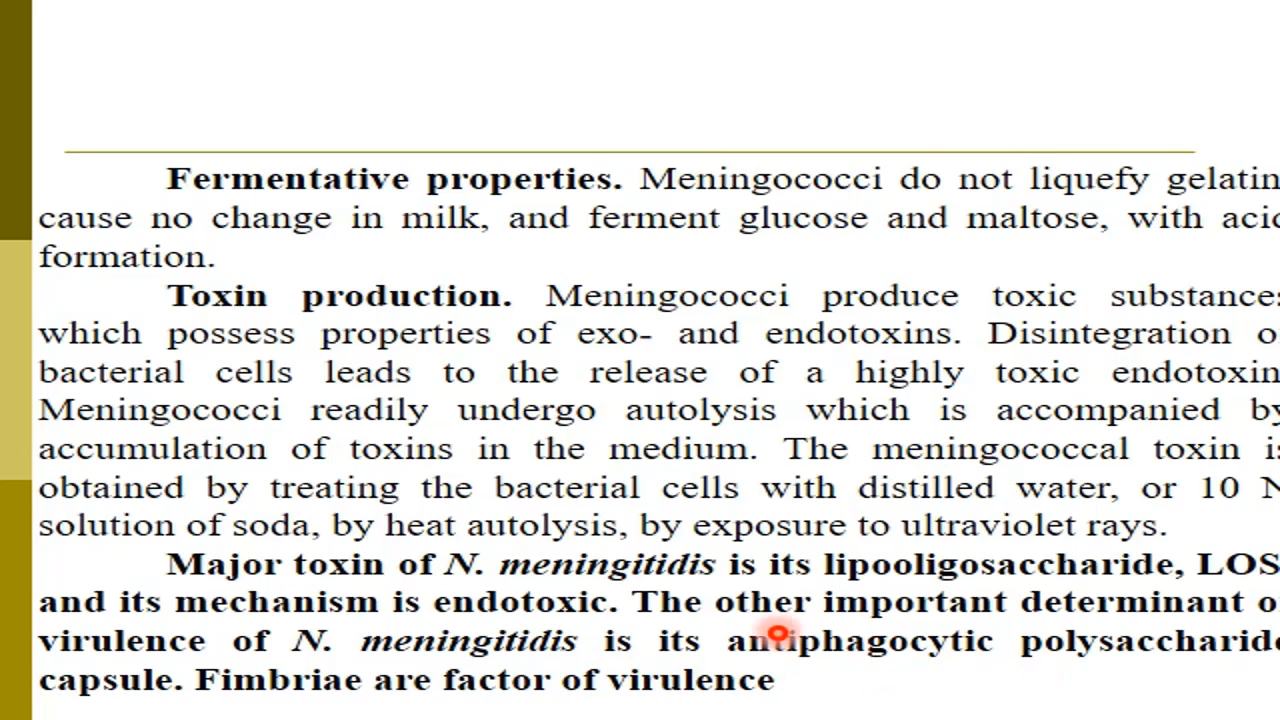 Fermentative properties. Meningococci do not liquefy gelatin
cause no change in milk, and ferment glucose and maltose, with acid
formation.
Toxin production. Meningococci produce toxic substances
which possess properties of exo- and endotoxins. Disintegration o
bacterial cells leads to the release of a highly toxic endotoxin
Meningococci readily undergo autolysis which is accompanied by
accumulation of toxins in the medium. The meningococcal toxin is
obtained by treating the bacterial cells with distilled water, or 10 N
solution of soda, by heat autolysis, by exposure to ultraviolet rays.
Major toxin of N. meningitidis is its lipooligosaccharide, LOS
and its mechanism is endotoxic. The other important determinant of
virulence of N. meningitidis is its antiphagocytic polysaccharide
capsule. Fimbriae are factor of virulence